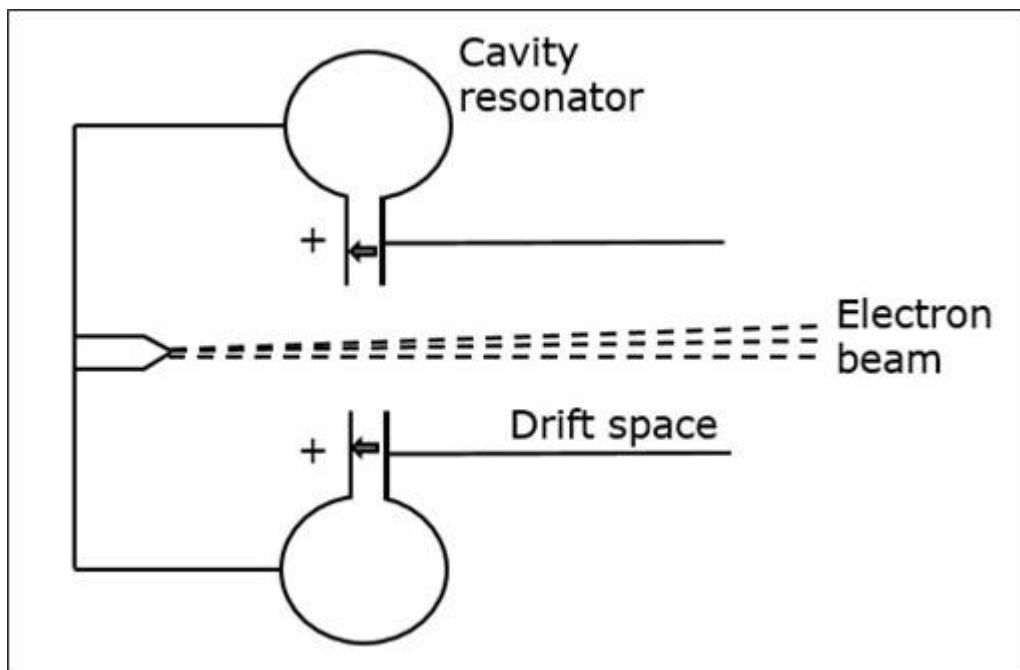 Cavity
resonator
+
Electron
beam
+
Drift space